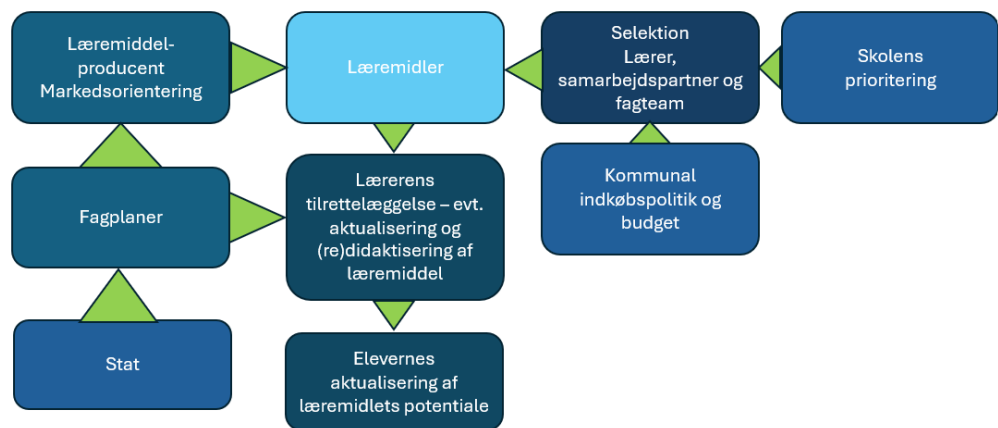 Læremiddel-
producent
Markedsorientering
Læremidler
Selektion
Lærer,
samarbejdspartner og
fagteam
Skolens
prioritering
Fagplaner
Lærerens
tilrettelæggelse – evt.
aktualisering og
(re)didaktisering af
læremiddel
Kommunal
indkøbspolitik og
budget
Stat
Elevernes
aktualisering af
læremidlets potentiale